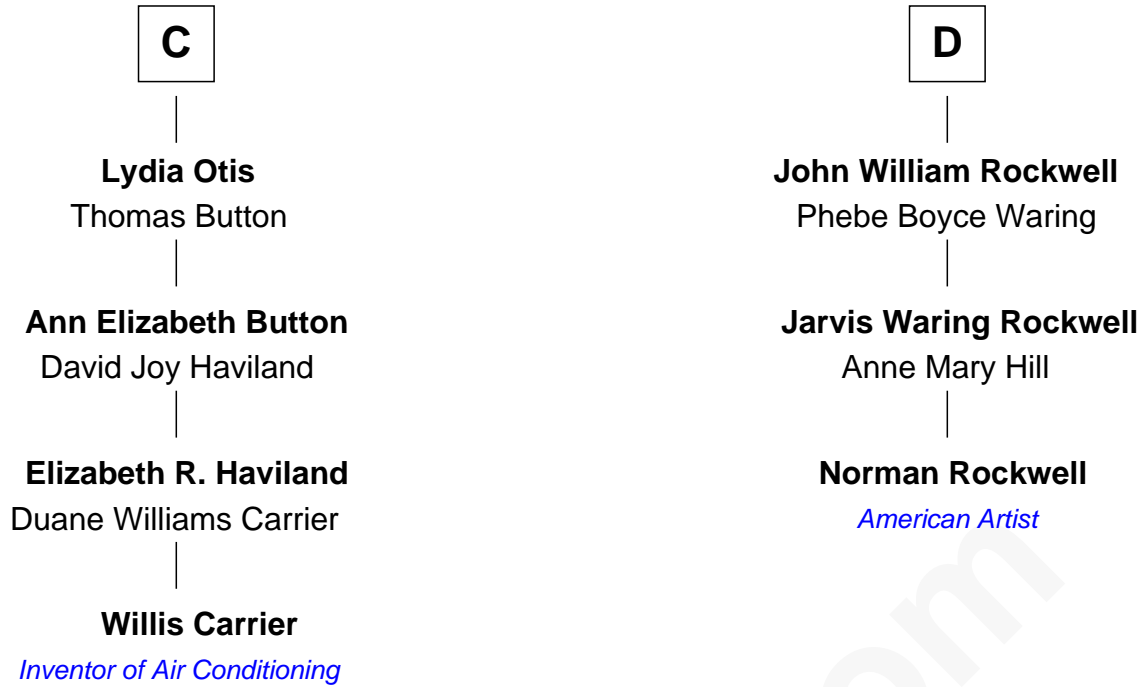 C
Lydia Otis
Thomas Button
Ann Elizabeth Button
David Joy Haviland
Elizabeth R. Haviland
Duane Williams Carrier
Willis Carrier
Inventor of Air Conditioning
D
John William Rockwell
Phebe Boyce Waring
Jarvis Waring Rockwell
Anne Mary Hill
Norman Rockwell
American Artist
om